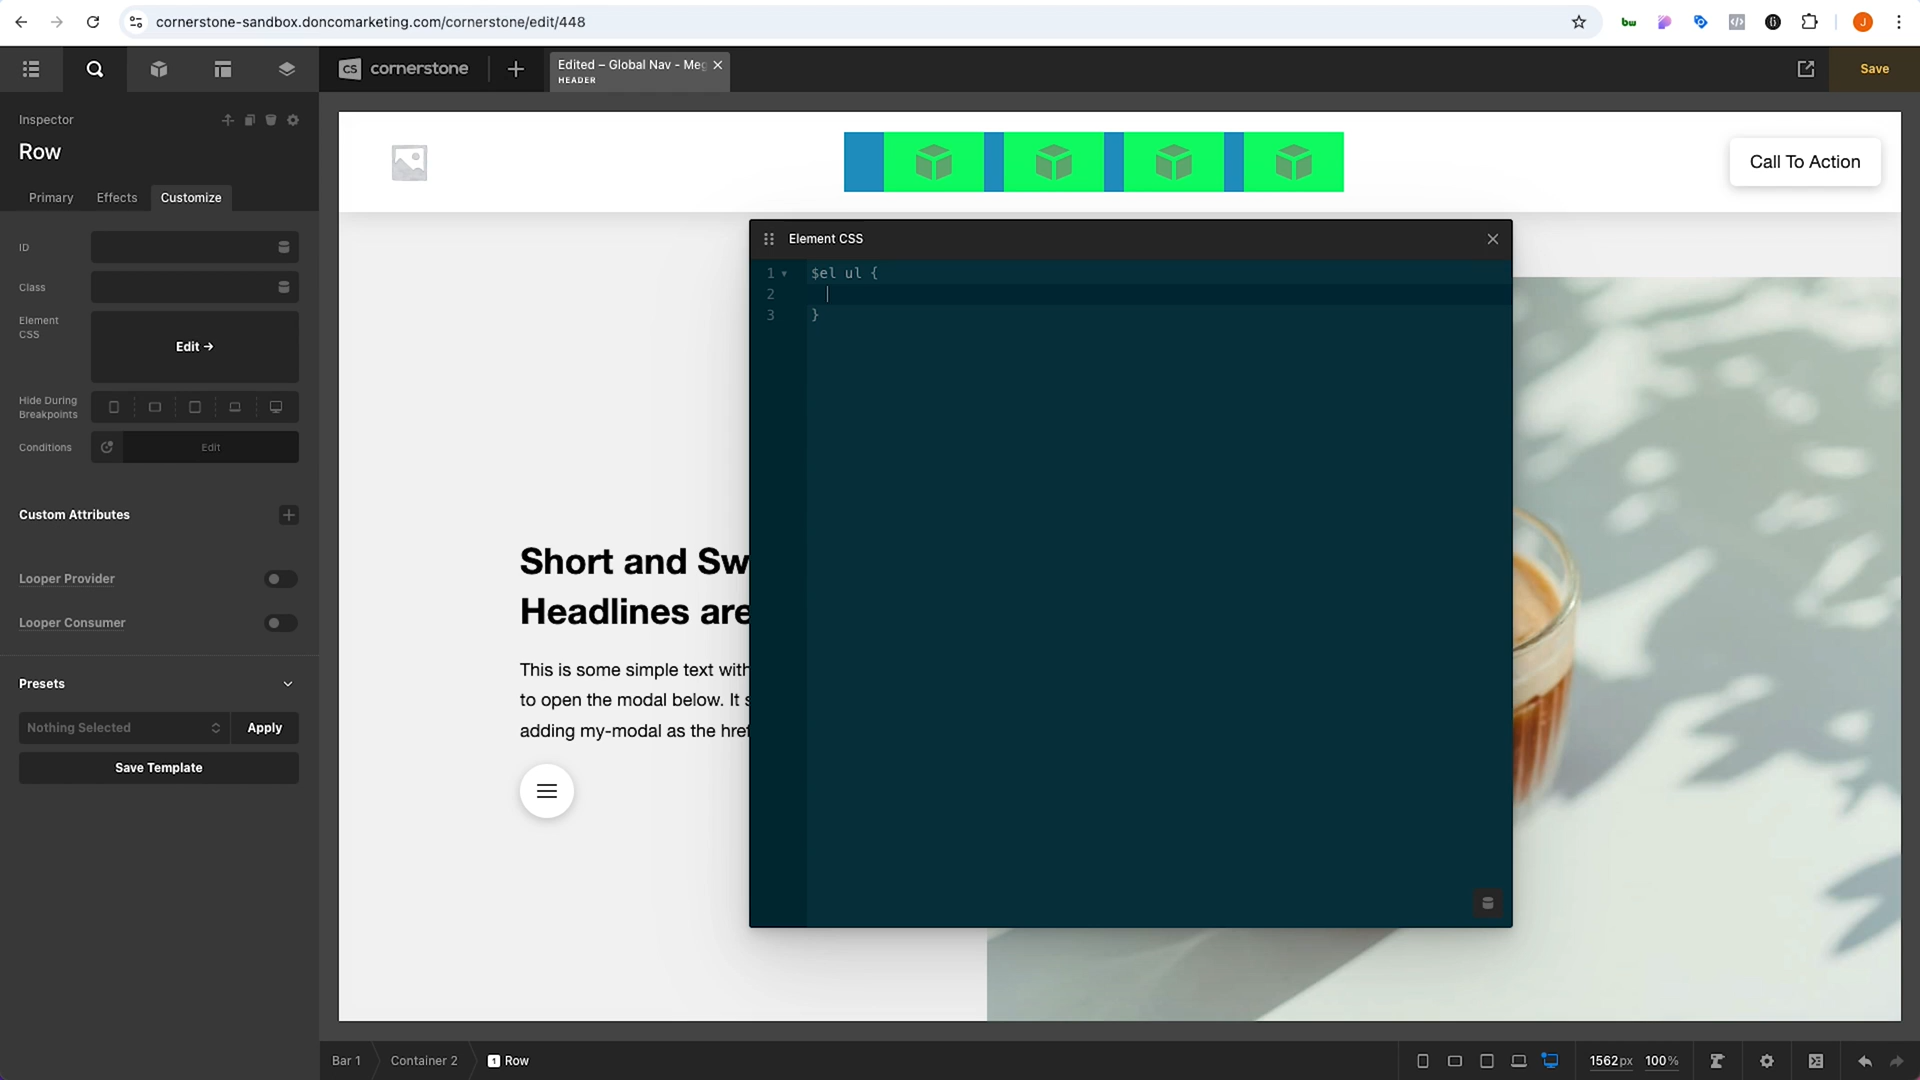 cornerstone-sandbox.doncomarketing.com/cornerstone/edit/448
bw
J
CS cornerstone
Edited – Global Nav - Meg
HEADER
Save
Inspector
Row
Primary
Effects
Customize
ID
Class
Element
CSS
Edit →
Hide During
Breakpoints
Conditions
Edit
Custom Attributes
Looper Provider
Looper Consumer
Presets
Nothing Selected
Apply
Save Template
Call To Action
Element CSS
1 $el ul {
2
3 }
Short and Sw
Headlines are
This is some simple text with
to open the modal below. It s
adding my-modal as the href
Bar 1
Container 2
1 Row
1562px
100%